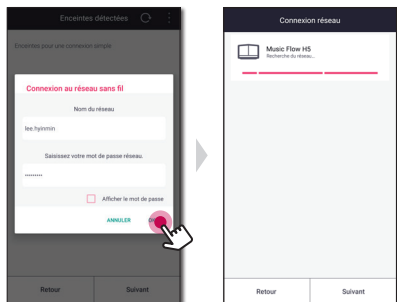 Enceintes détectées
Enceintes pour une connexion simple
Connexion au réseau sans fil
Nom du réseau
lee.hyinmin
Saisissez votre mot de passe réseau.
•••••••••
Afficher le mot de passe
ANNULER
Retour
Suivant
Connexion réseau
Music Flow H5
Recherche du réseau...
Retour
Suivant